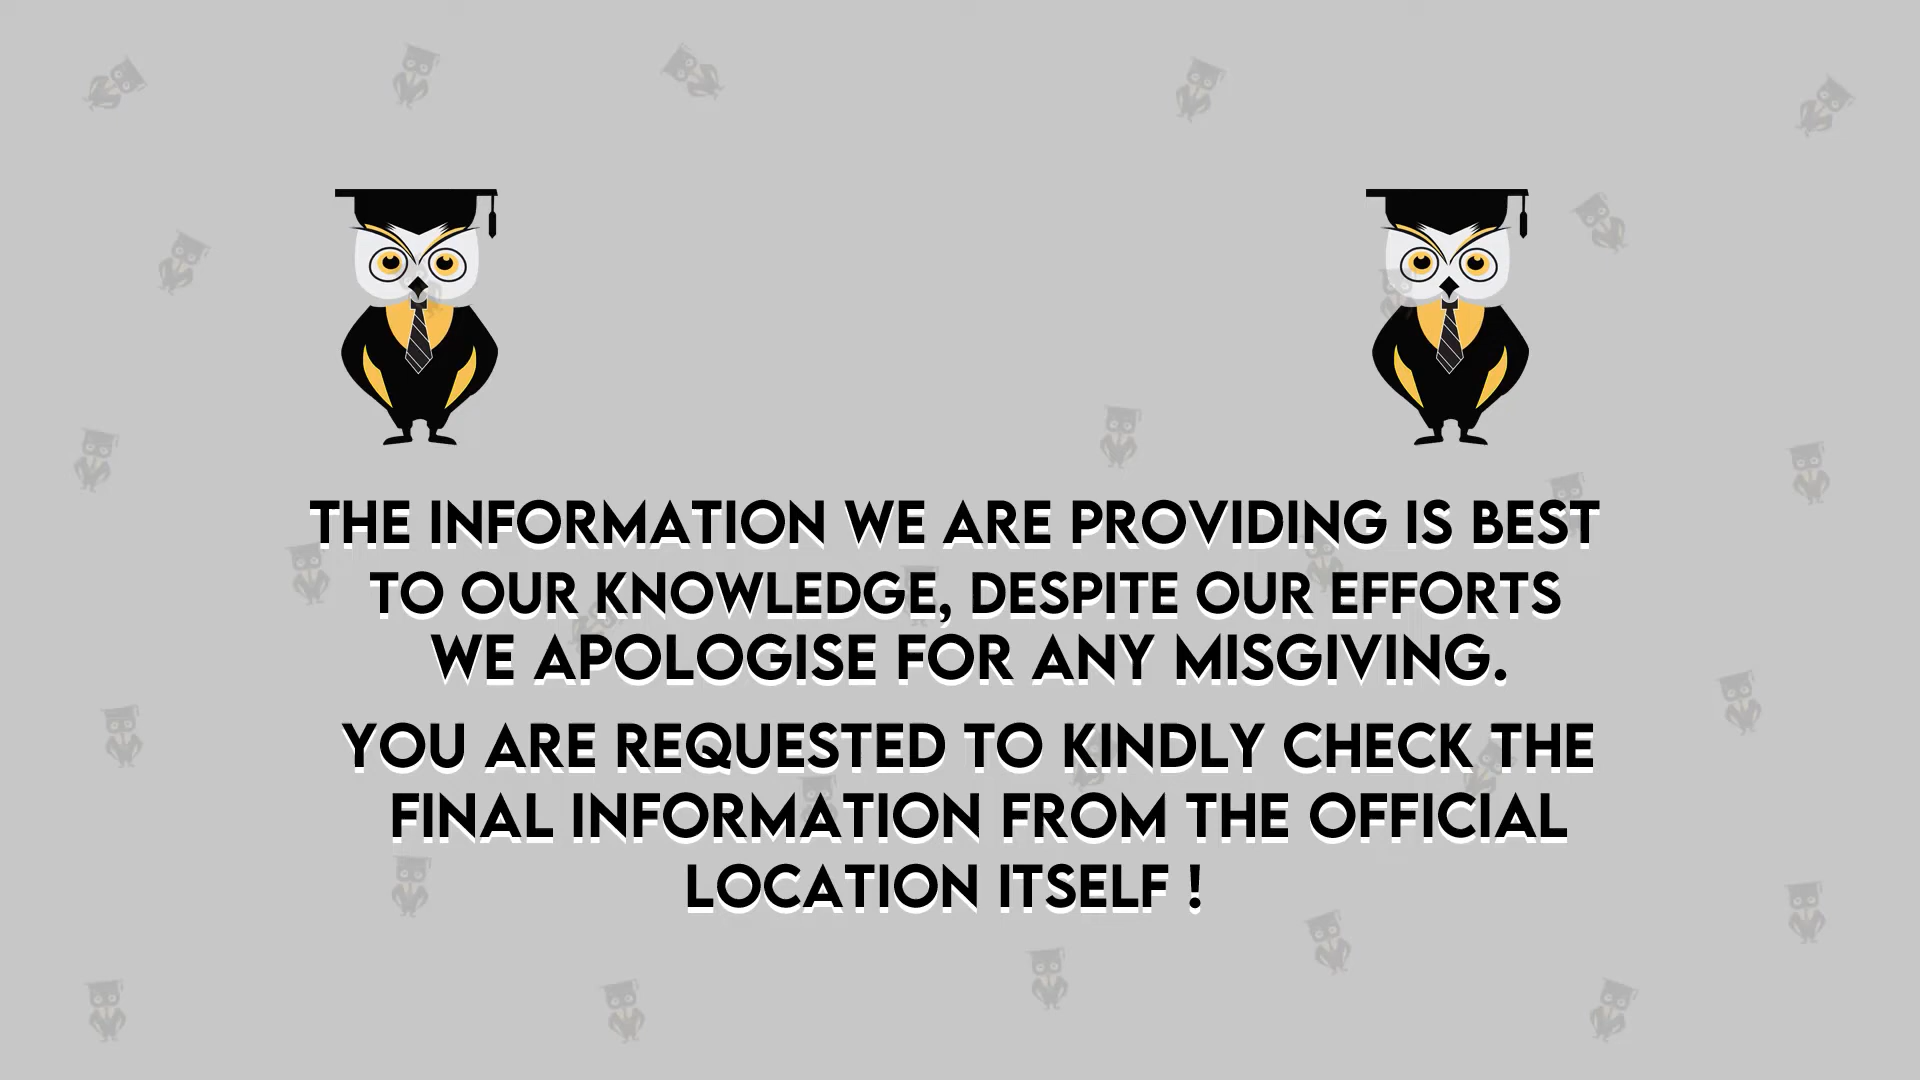 THE INFORMATION WE ARE PROVIDING IS BEST
TO OUR KNOWLEDGE, DESPITE OUR EFFORTS
WE APOLOGISE FOR ANY MISGIVING.
YOU ARE REQUESTED TO KINDLY CHECK THE
FINAL INFORMATION FROM THE OFFICIAL
LOCATION ITSELF !